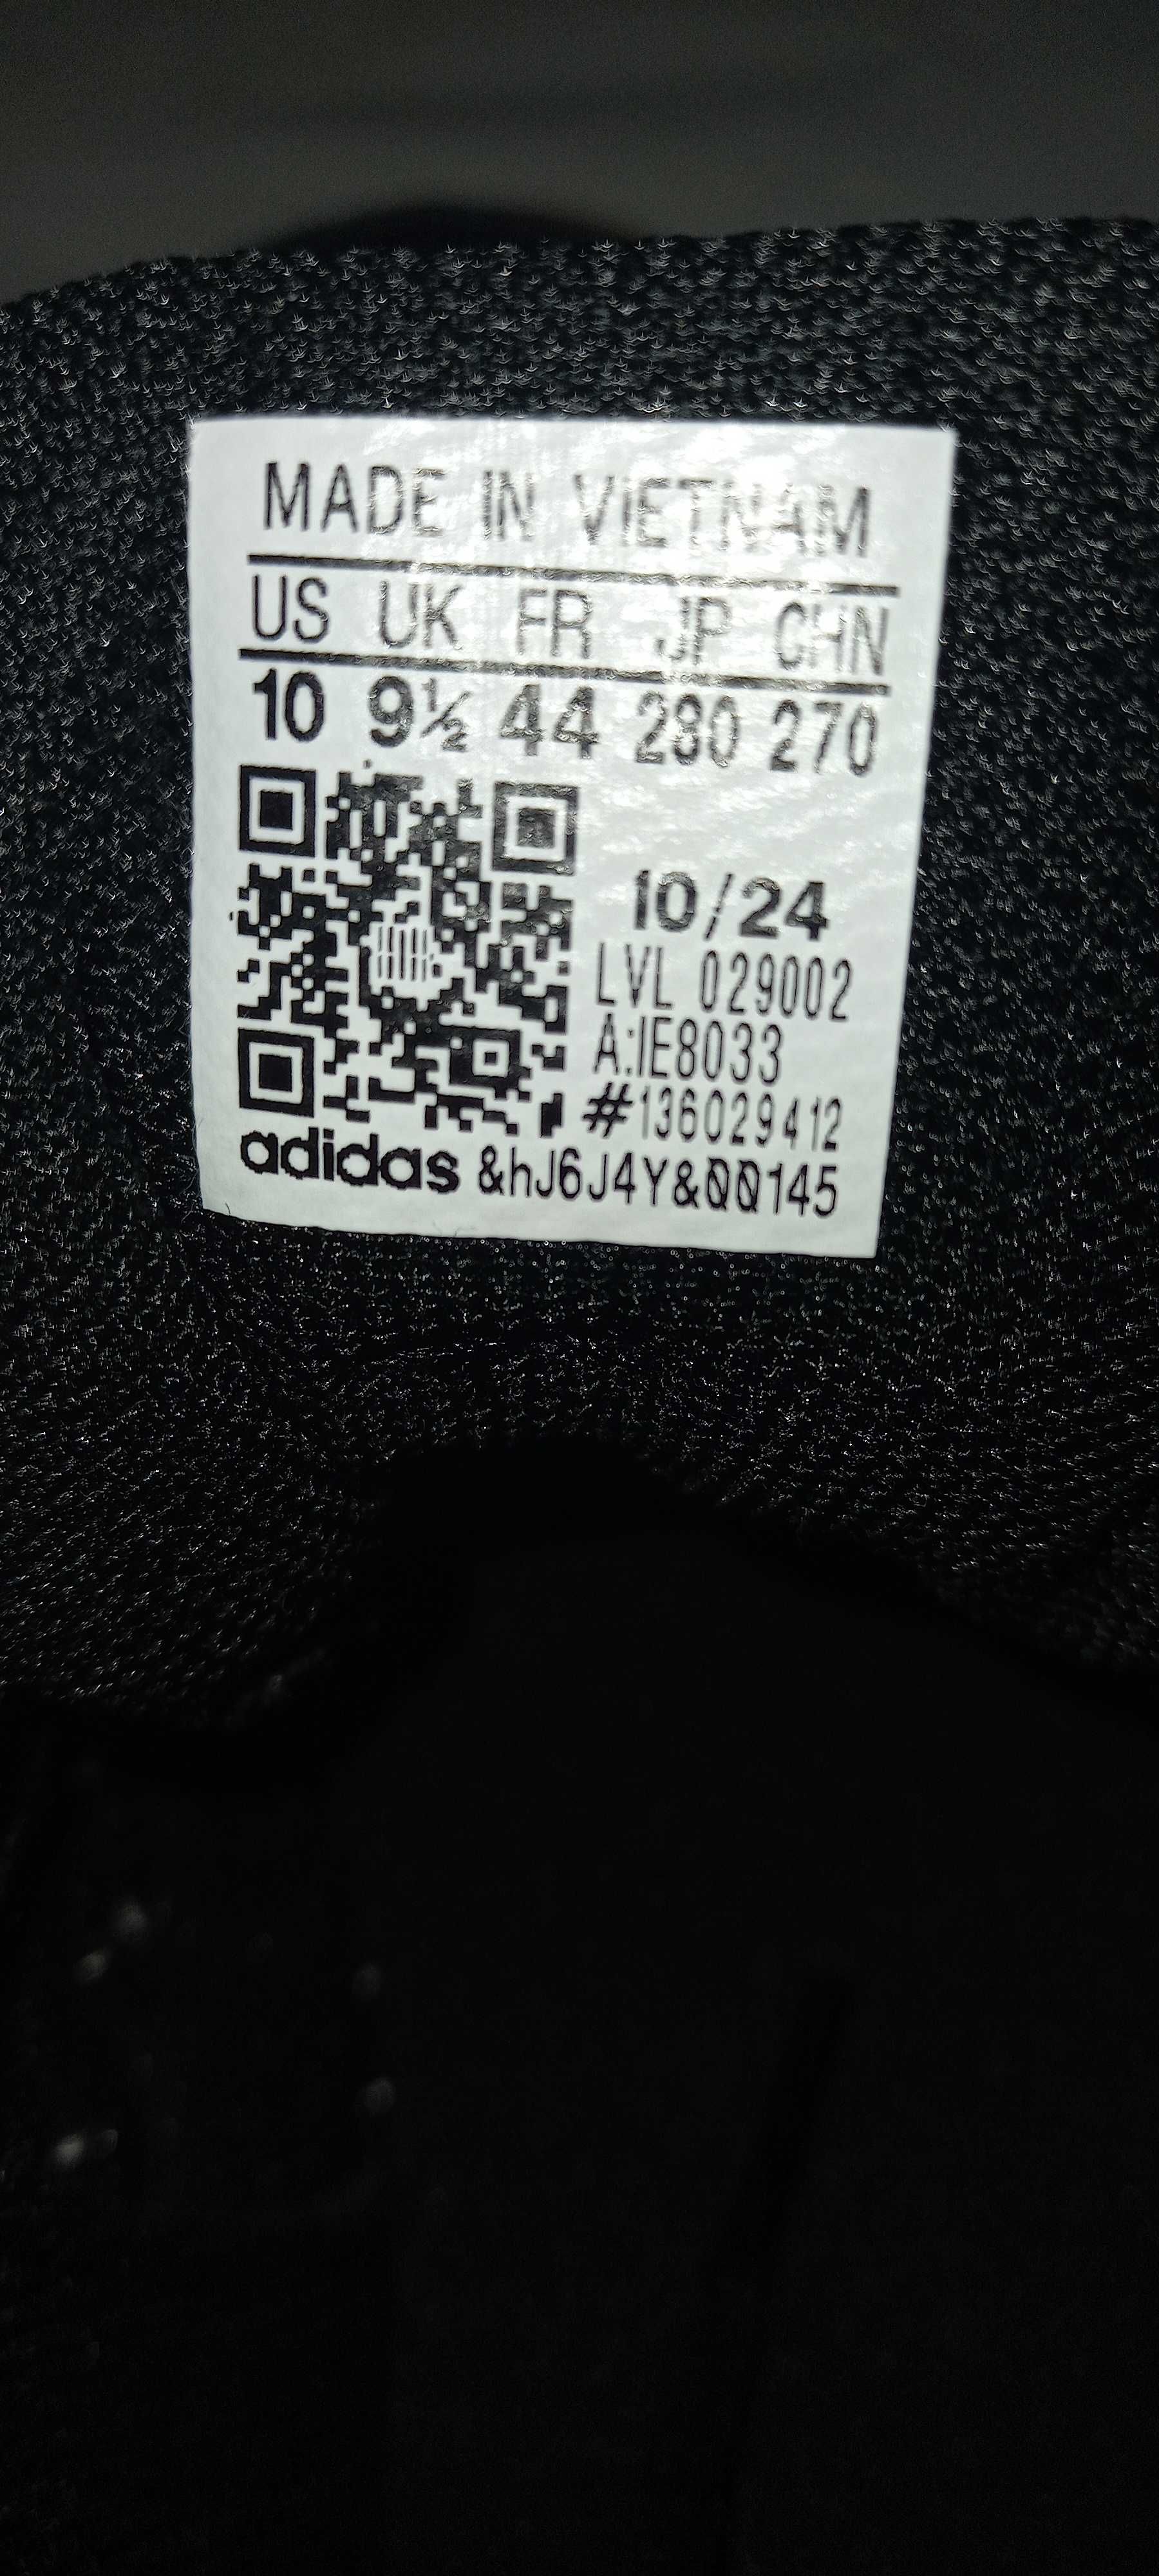 MADE IN VIETNAM
US UK FR JP CHN
10 9½ 44 280 270
10/24
LVL 029002
A:IE8033
#136029412
adidas &hJ6J4Y&00145